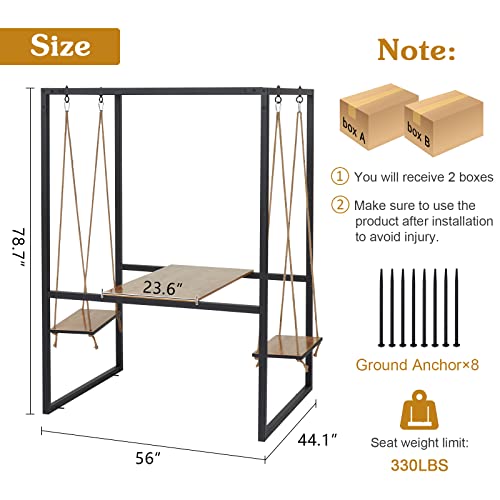 Size
Note:
box A
box B
1 You will receive 2 boxes
2 Make sure to use the
product after installation
to avoid injury.
78.7"
23.6"
Ground Anchor×8
44.1"
56"
Seat weight limit:
330LBS